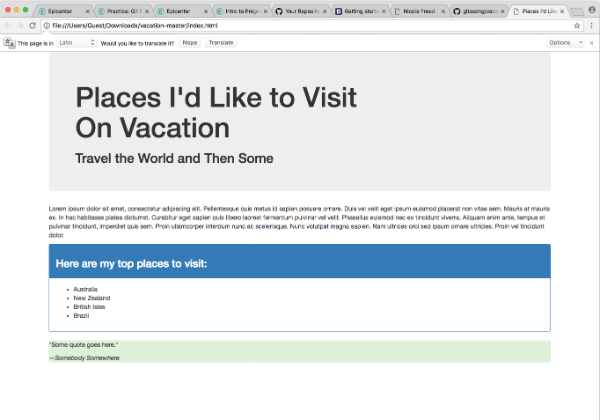 Epicenter
Practice: Git
Epicenter
Intro to Progr
Your Repos to
Getting starte
Nicole Freed
giteeong/vaca
Places I'd Like
file:///Users/Guest/Downloads/vacation-master/index.html
This page is in Latin Would you like to translate it? Nope Translate Options
Places I'd Like to Visit
On Vacation
Travel the World and Then Some
Lorem ipsum dolor sit amet, consectetur adipiscing elit. Pellentesque quis metus id sapien posuere ornare. Duis vel velit eget ipsum euismod placerat non vitae sem. Mauris at mauris
ex. In hac habitasse platea dictumst. Curabitur eget sapien quis libero laoreet fermentum pulvinar vel velit. Phasellus euismod nec ex tincidunt viverra. Aliquam enim ante, tempus et
pulvinar tincidunt, imperdiet quis sem. Proin ullamcorper interdum nunc ac scelerisque. Nunc volutpat magna sapien. Nam ultrices orci sed ipsum ornare ultricies. Proin vel tincidunt
dolor.
Here are my top places to visit:
Australia
New Zealand
British Isles
Brazil
"Some quote goes here."
—Somebody Somewhere